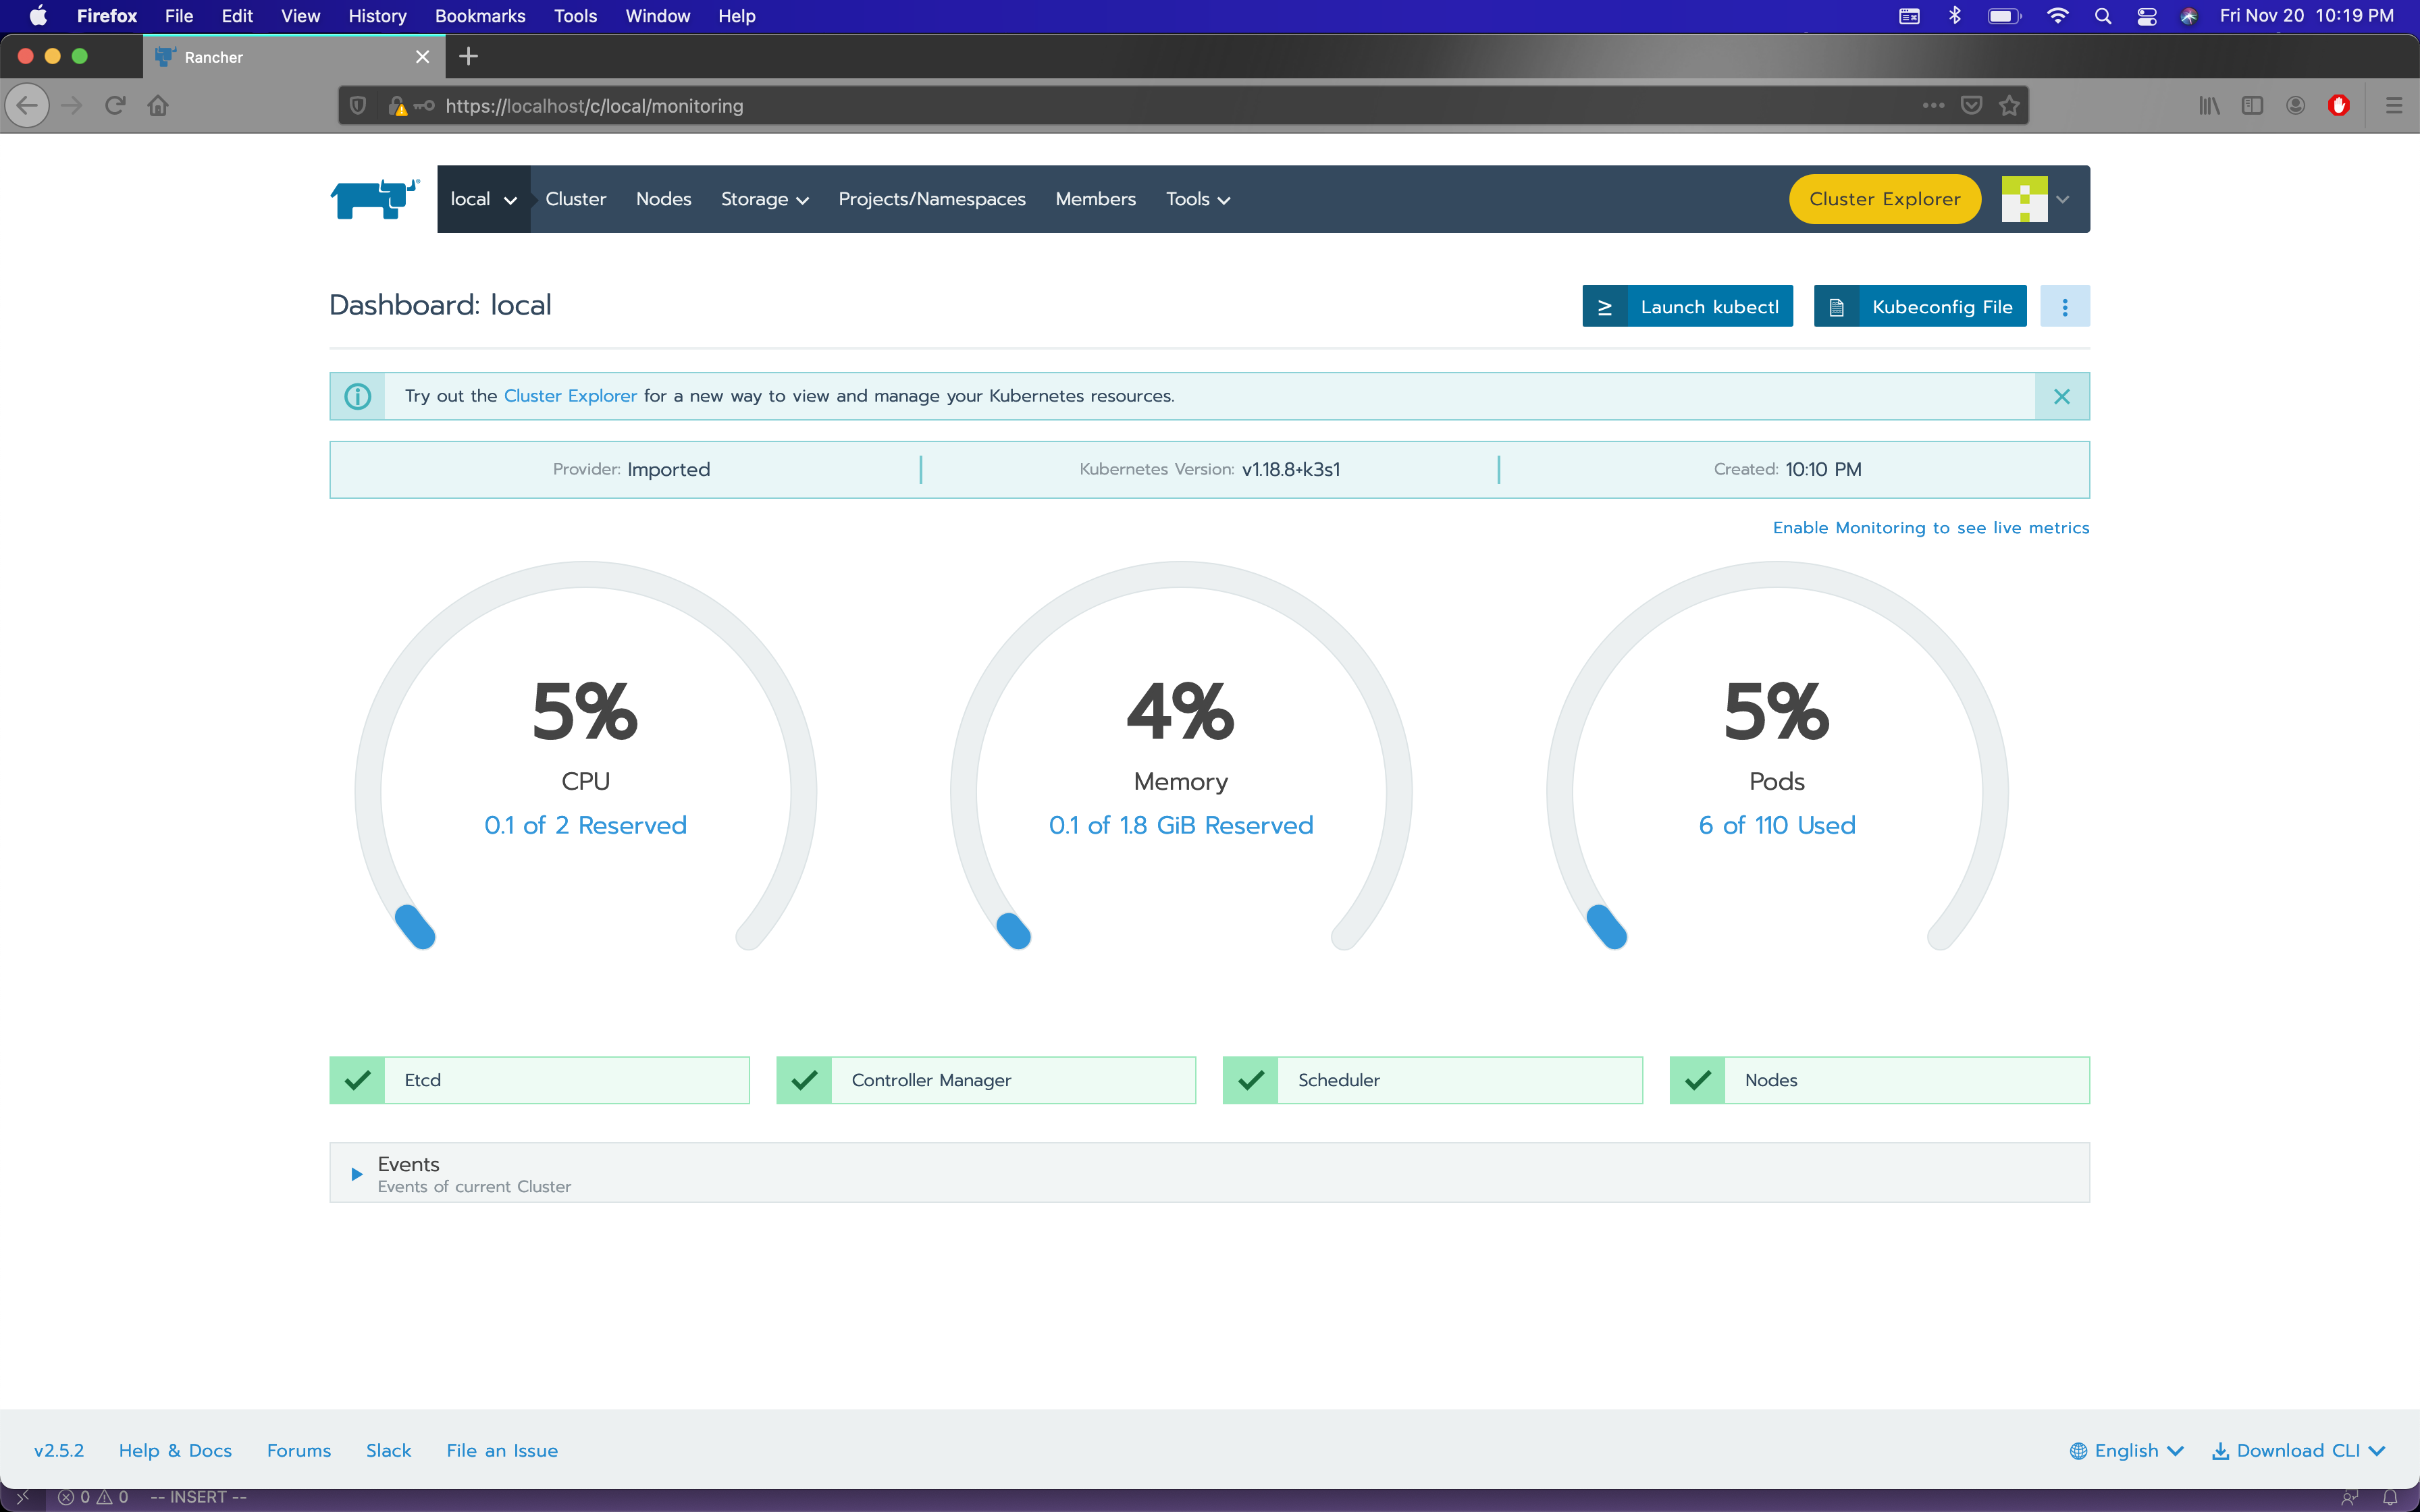 Firefox File Edit View History Bookmarks Tools Window Help Fri Nov 20 10:19 PM
Rancher
https://localhost/c/local/monitoring
local Cluster Nodes Storage Projects/Namespaces Members Tools Cluster Explorer
Dashboard: local
Launch kubectl Kubeconfig File
Try out the Cluster Explorer for a new way to view and manage your Kubernetes resources.
Provider: Imported Kubernetes Version: v1.18.8+k3s1 Created: 10:10 PM
Enable Monitoring to see live metrics
5% 4% 5%
CPU Memory Pods
0.1 of 2 Reserved 0.1 of 1.8 GiB Reserved 6 of 110 Used
Etcd Controller Manager Scheduler Nodes
Events
Events of current Cluster
v2.5.2 Help & Docs Forums Slack File an Issue English Download CLI
0 0 -- INSERT --